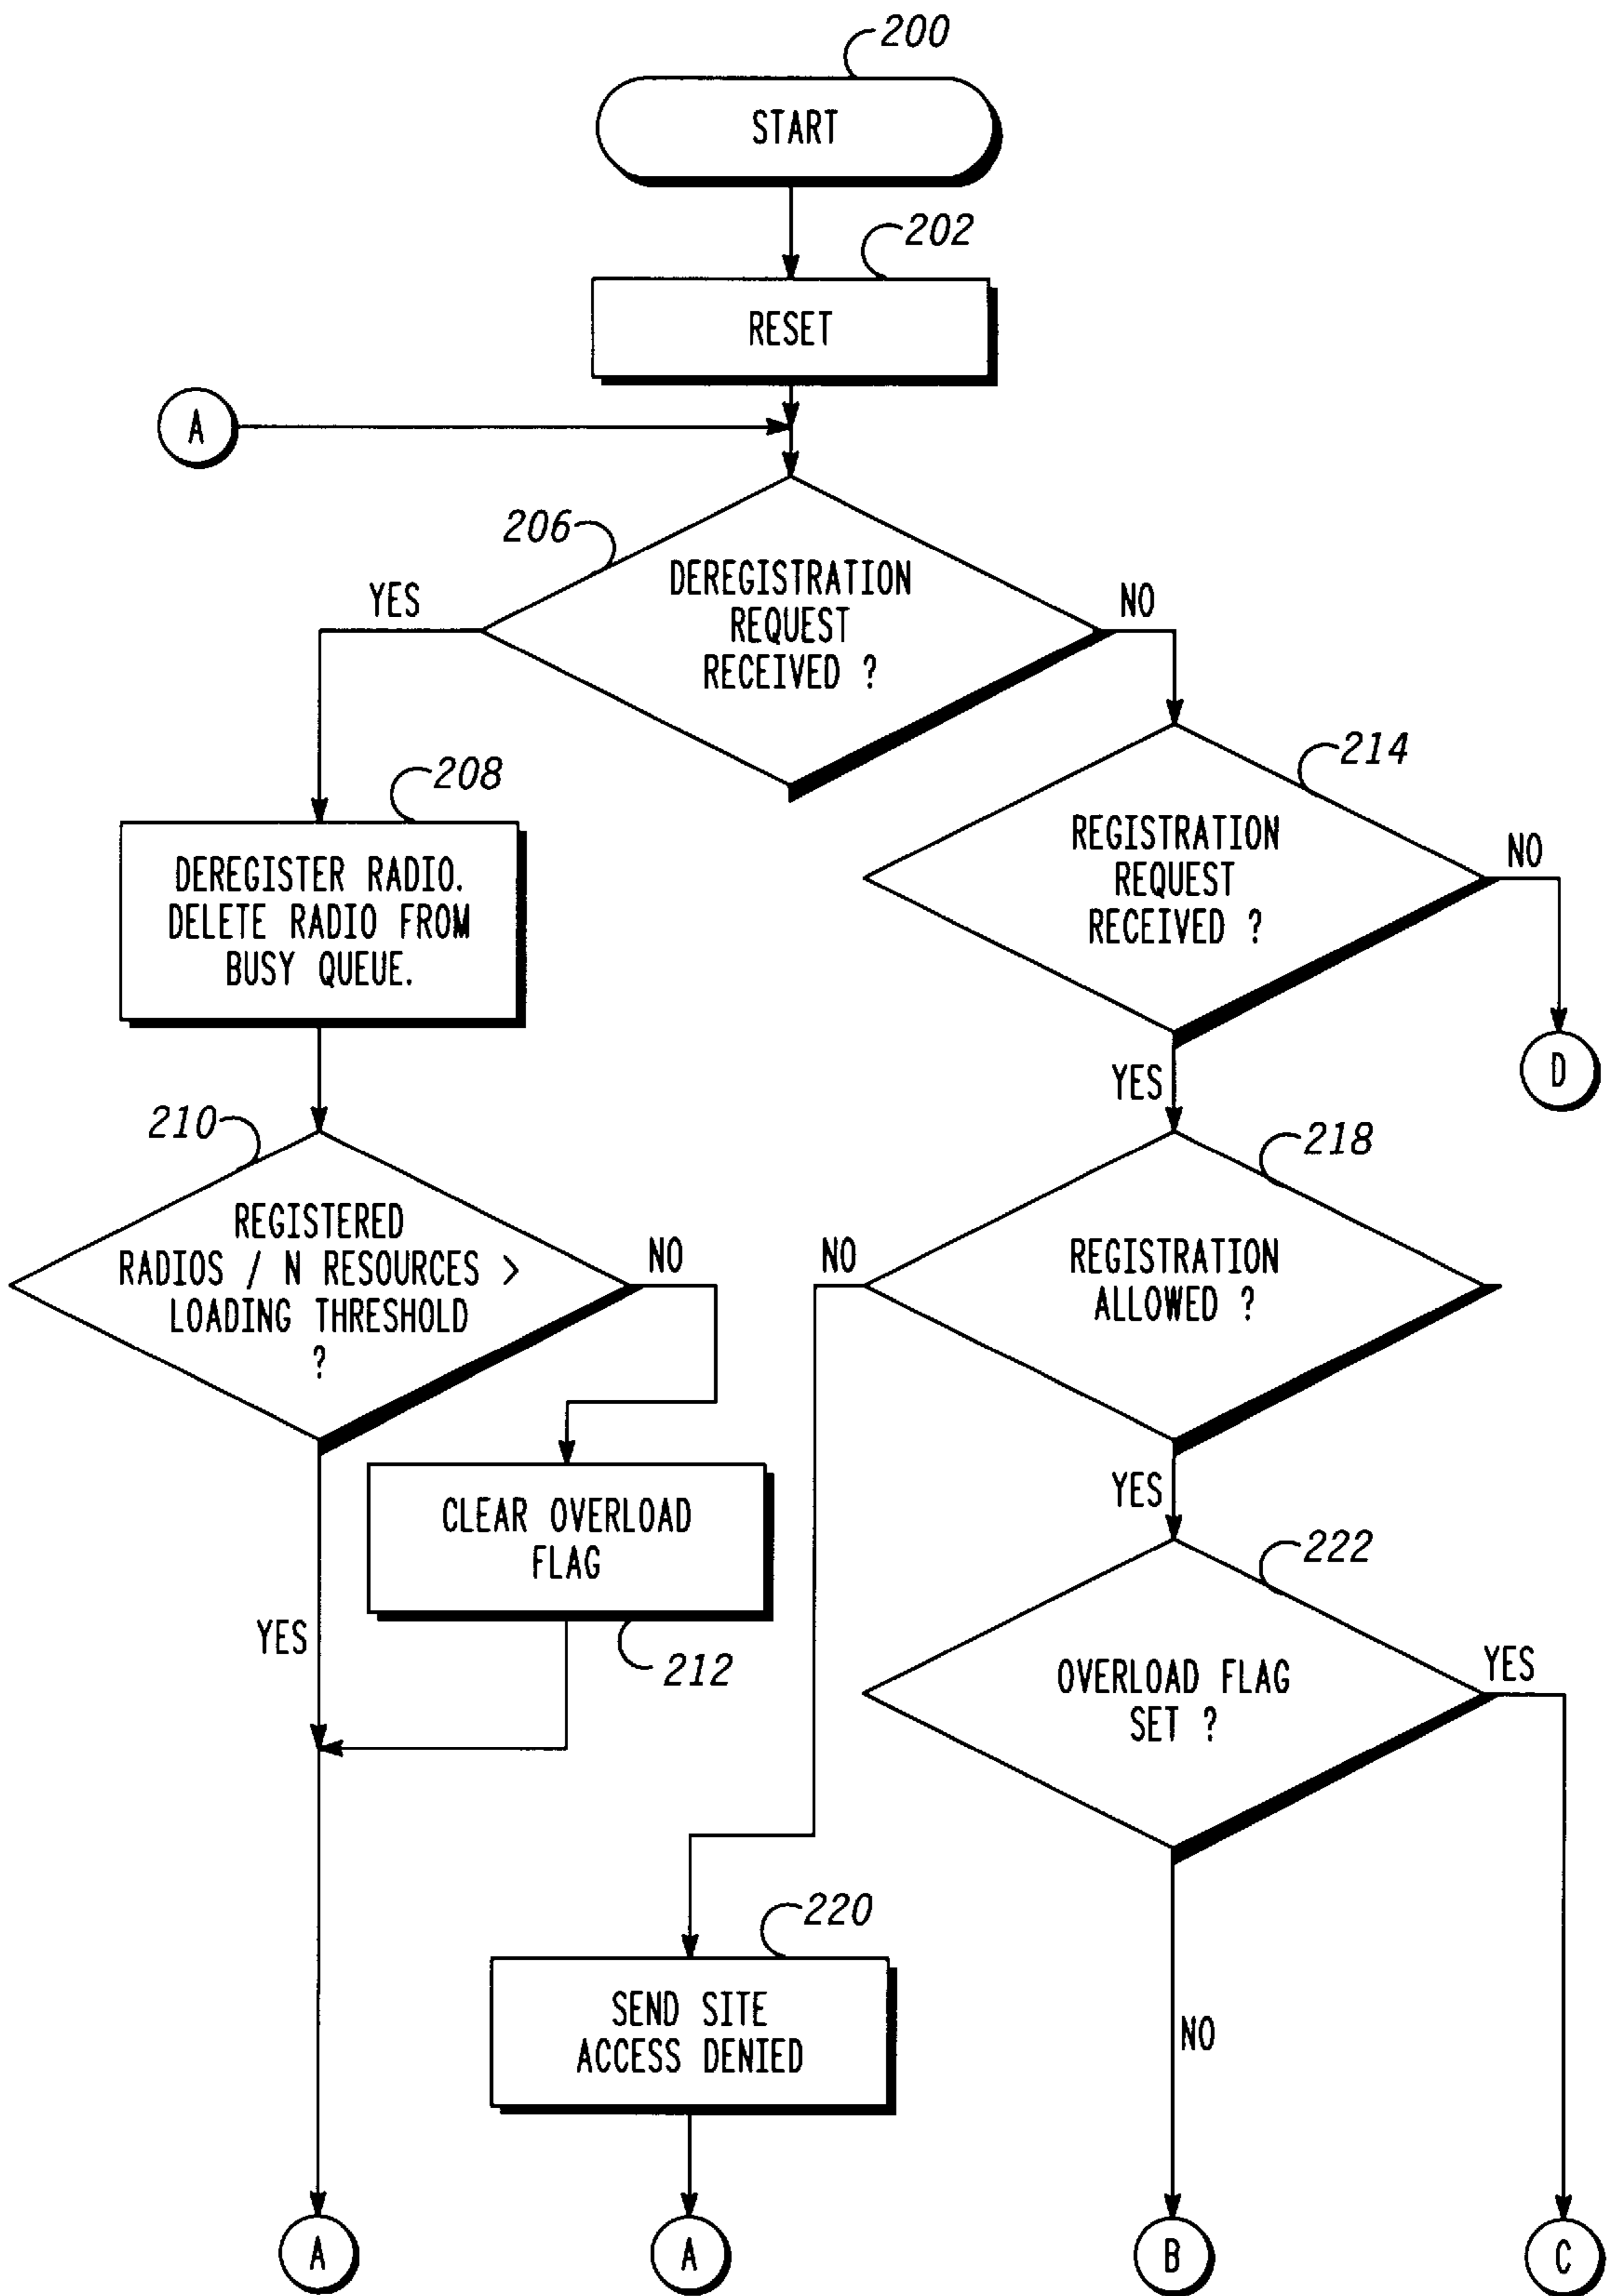 200
START
202
RESET
A
206
DEREGISTRATION
REQUEST
RECEIVED ?
YES
NO
214
REGISTRATION
REQUEST
RECEIVED ?
NO
D
YES
208
DEREGISTER RADIO.
DELETE RADIO FROM
BUSY QUEUE.
210
REGISTERED
RADIOS / N RESOURCES >
LOADING THRESHOLD
?
NO
YES
CLEAR OVERLOAD
FLAG
212
218
REGISTRATION
ALLOWED ?
NO
YES
222
OVERLOAD FLAG
SET ?
YES
NO
220
SEND SITE
ACCESS DENIED
A
A
B
C